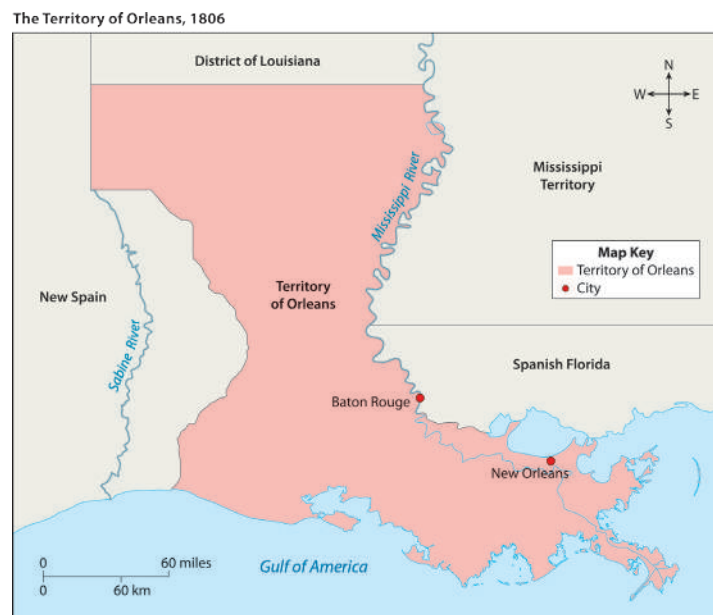 The Territory of Orleans, 1806
District of Louisiana
N
W
E
S
Mississippi River
Mississippi
Territory
Map Key
Territory of Orleans
City
New Spain
Sabine River
Territory
of Orleans
Spanish Florida
Baton Rouge
New Orleans
0
60 miles
0
60 km
Gulf of America